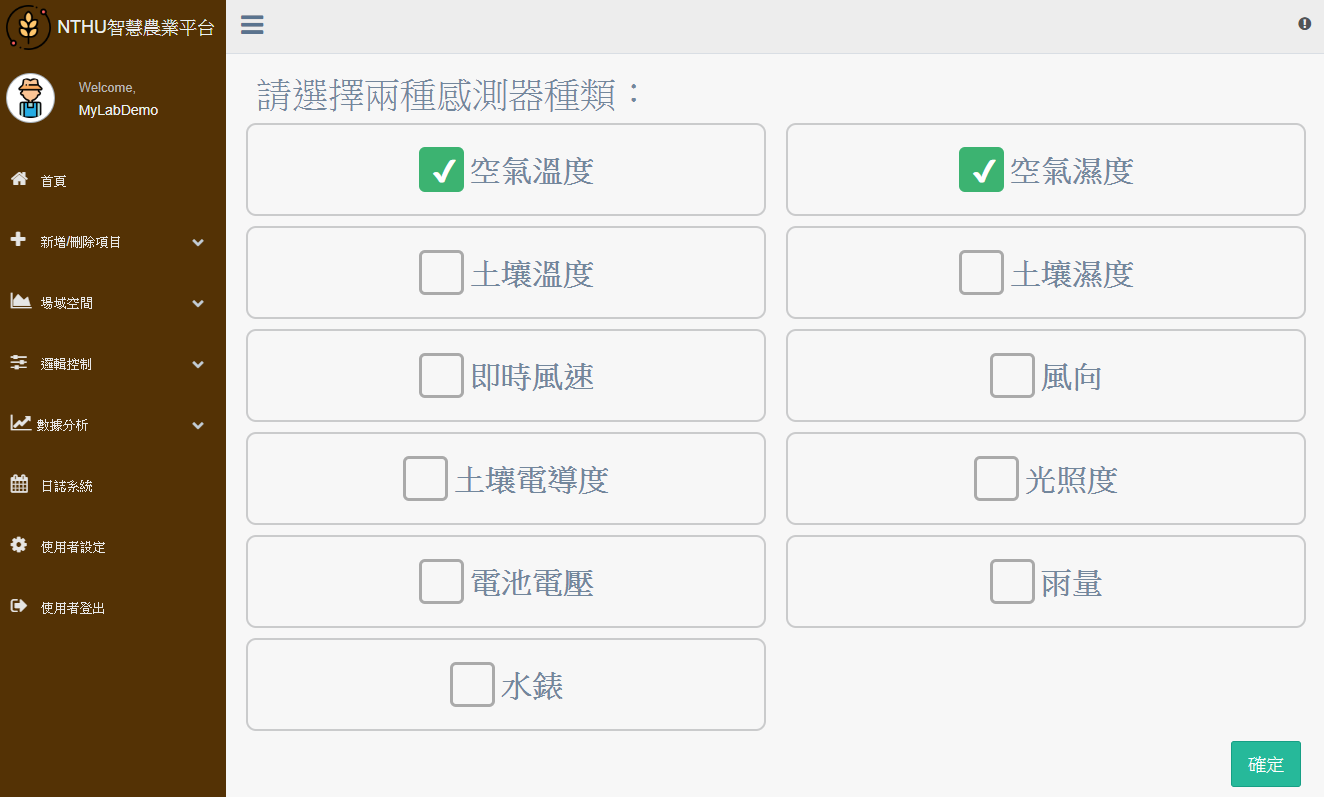 NTHU智慧農業平台
Welcome,
MyLabDemo
首頁
新增/刪除項目
場域空間
邏輯控制
數據分析
日誌系統
使用者設定
使用者登出
請選擇兩種感測器種類：
空氣溫度
空氣濕度
土壤溫度
土壤濕度
即時風速
風向
土壤電導度
光照度
電池電壓
雨量
水錶
確定